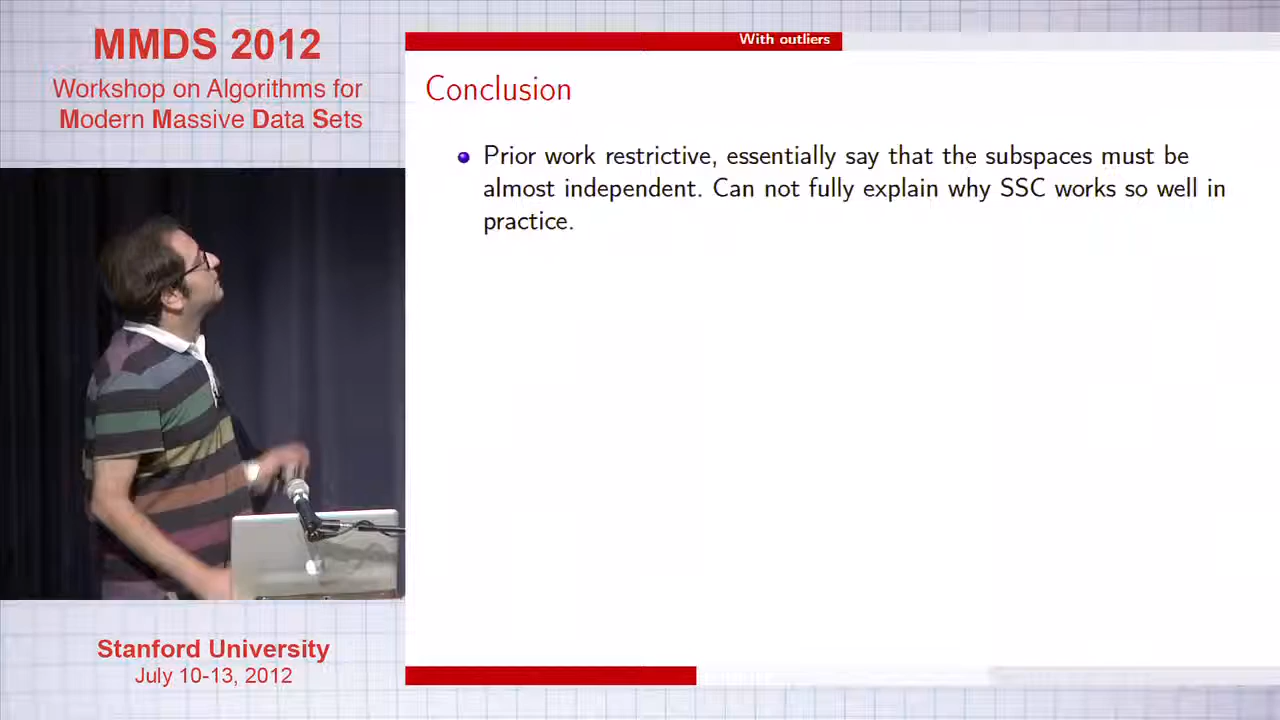 MMDS 2012
Workshop on Algorithms for
Modern Massive Data Sets
With outliers
Conclusion
Prior work restrictive, essentially say that the subspaces must be
almost independent. Can not fully explain why SSC works so well in
practice.
Stanford University
July 10-13, 2012